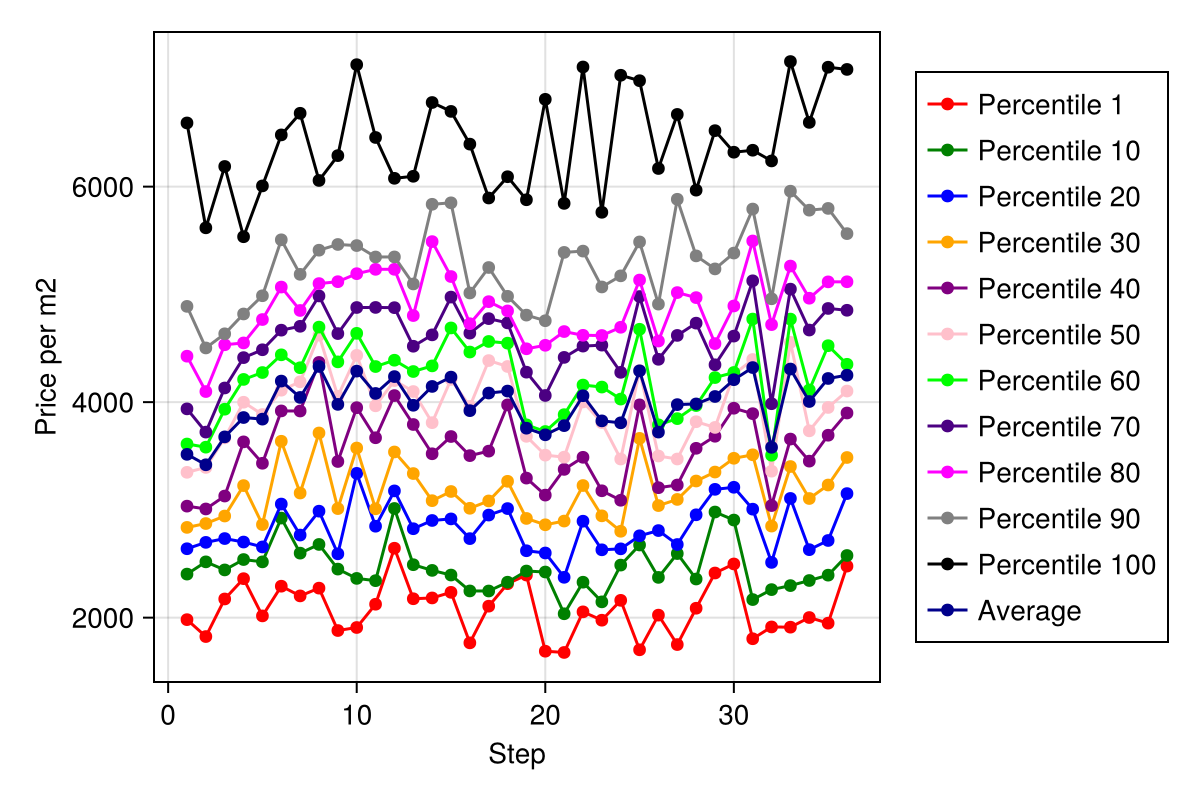 6000
4000
2000
Price per m2
0 10 20 30
Step
Percentile 1
Percentile 10
Percentile 20
Percentile 30
Percentile 40
Percentile 50
Percentile 60
Percentile 70
Percentile 80
Percentile 90
Percentile 100
Average